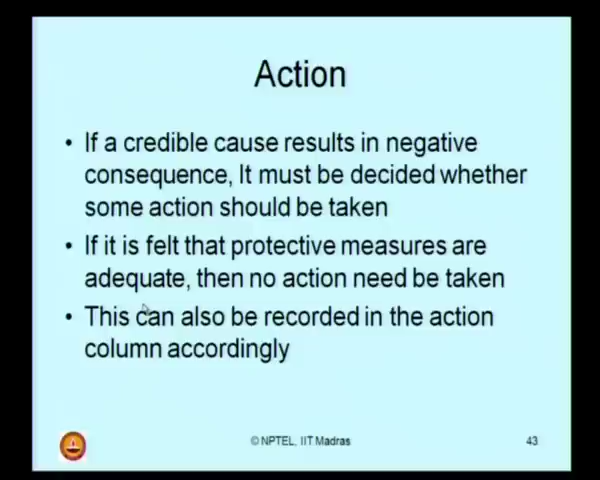 Action
• If a credible cause results in negative
consequence, It must be decided whether
some action should be taken
• If it is felt that protective measures are
adequate, then no action need be taken
• This can also be recorded in the action
column accordingly
© NPTEL, IIT Madras
43